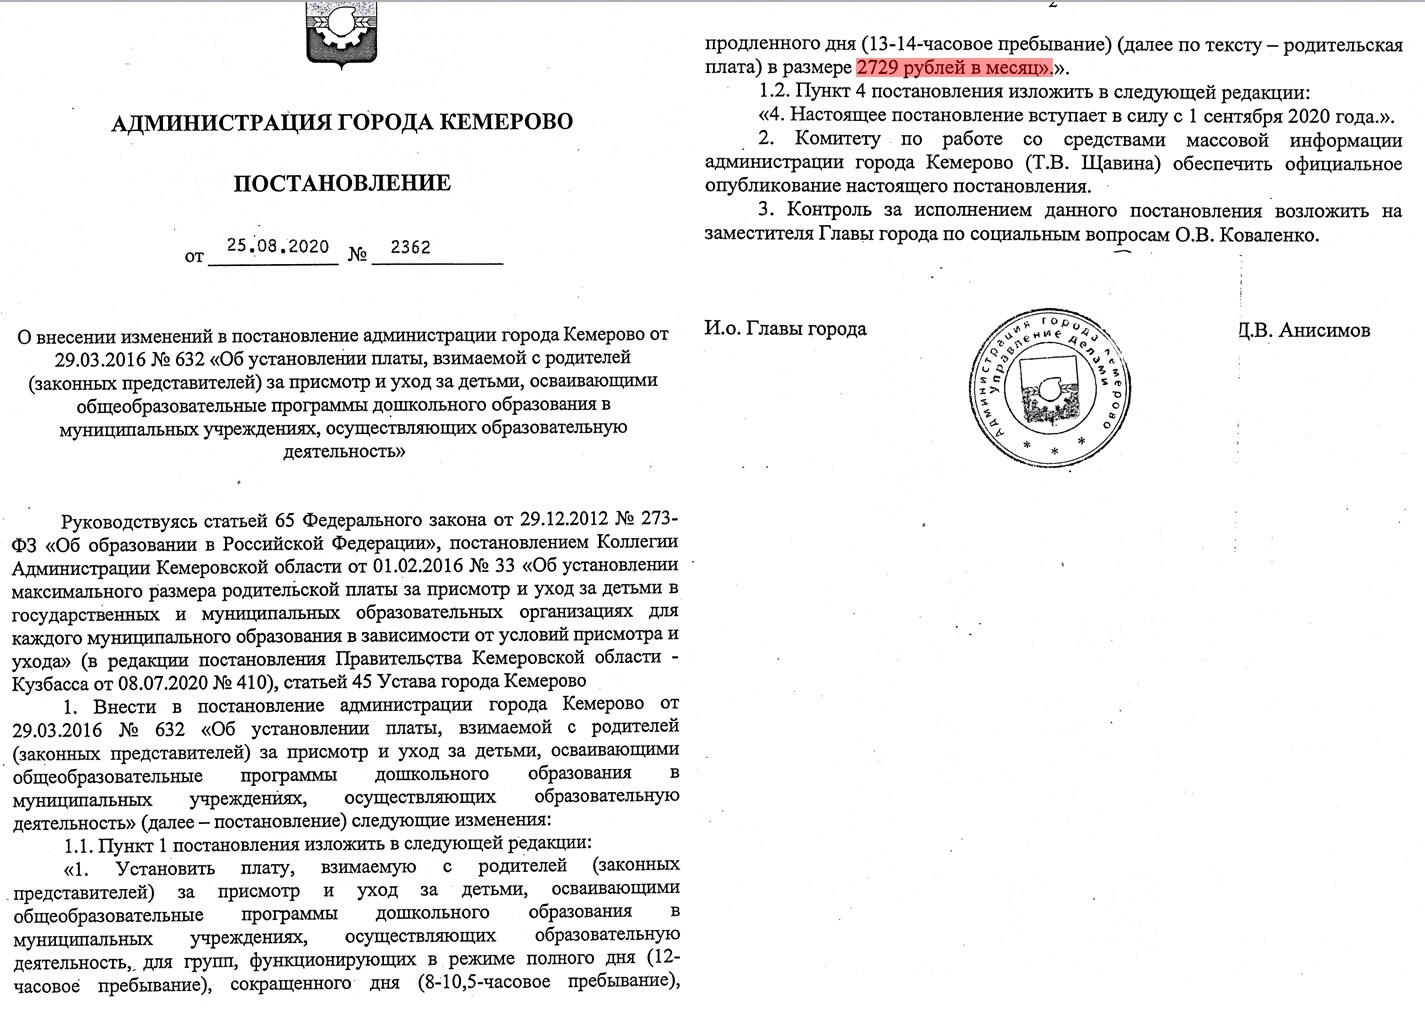 АДМИНИСТРАЦИЯ ГОРОДА КЕМЕРОВО
ПОСТАНОВЛЕНИЕ
от 25.08.2020 № 2362
О внесении изменений в постановление администрации города Кемерово от
29.03.2016 № 632 «Об установлении платы, взимаемой с родителей
(законных представителей) за присмотр и уход за детьми, осваивающими
общеобразовательные программы дошкольного образования в
муниципальных учреждениях, осуществляющих образовательную
деятельность»
Руководствуясь статьей 65 Федерального закона от 29.12.2012 № 273-
ФЗ «Об образовании в Российской Федерации», постановлением Коллегии
Администрации Кемеровской области от 01.02.2016 № 33 «Об установлении
максимального размера родительской платы за присмотр и уход за детьми в
государственных и муниципальных образовательных организациях для
каждого муниципального образования в зависимости от условий присмотра и
ухода» (в редакции постановления Правительства Кемеровской области -
Кузбасса от 08.07.2020 № 410), статьей 45 Устава города Кемерово
1. Внести в постановление администрации города Кемерово от
29.03.2016 № 632 «Об установлении платы, взимаемой с родителей
(законных представителей) за присмотр и уход за детьми, осваивающими
общеобразовательные программы дошкольного образования в
муниципальных учреждениях, осуществляющих образовательную
деятельность» (далее – постановление) следующие изменения:
1.1. Пункт 1 постановления изложить в следующей редакции:
«1. Установить плату, взимаемую с родителей (законных
представителей) за присмотр и уход за детьми, осваивающими
общеобразовательные программы дошкольного образования в
муниципальных учреждениях, осуществляющих образовательную
деятельность, для групп, функционирующих в режиме полного дня (12-
часовое пребывание), сокращенного дня (8-10,5-часовое пребывание),
2
продленного дня (13-14-часовое пребывание) (далее по тексту – родительская
плата) в размере 2729 рублей в месяц».».
1.2. Пункт 4 постановления изложить в следующей редакции:
«4. Настоящее постановление вступает в силу с 1 сентября 2020 года.».
2. Комитету по работе со средствами массовой информации
администрации города Кемерово (Т.В. Щавина) обеспечить официальное
опубликование настоящего постановления.
3. Контроль за исполнением данного постановления возложить на
заместителя Главы города по социальным вопросам О.В. Коваленко.
И.о. Главы города Д.В. Анисимов
Администрация города Кемерово
Управление делами
* * *